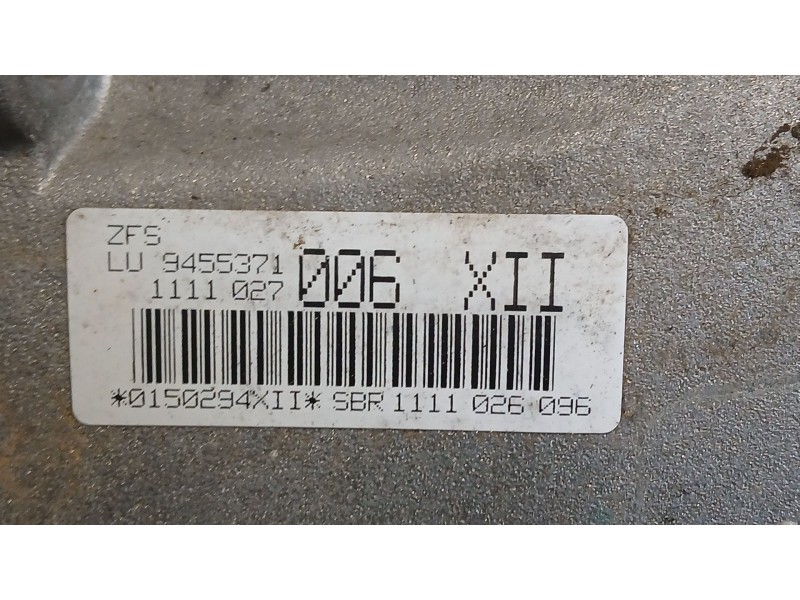 ZFS
LU 9455371
1111 027 006 XII
*0150294XII* SBR 1111 026 096